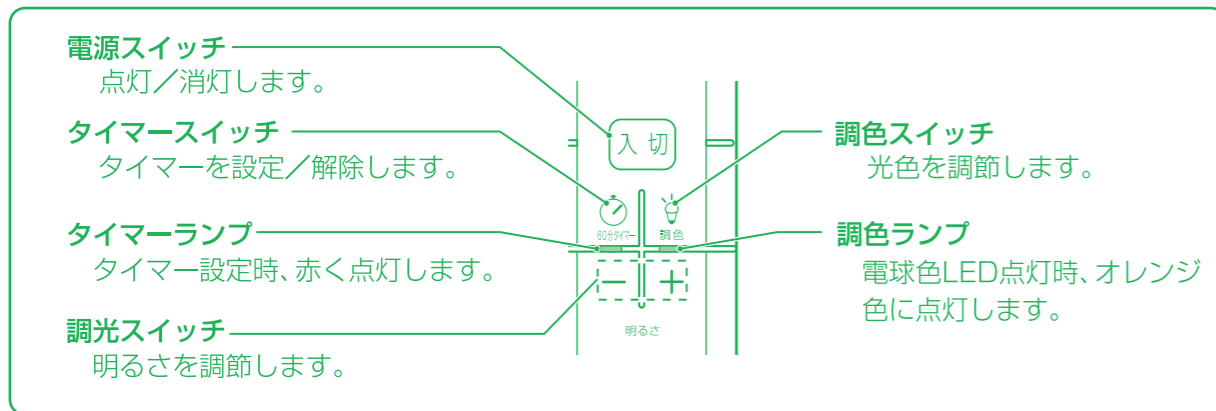 電源スイッチ
点灯／消灯します。
タイマースイッチ
タイマーを設定／解除します。
タイマーランプ
タイマー設定時、赤く点灯します。
調光スイッチ
明るさを調節します。
入 切
60分タイマー
調色
明るさ
調色スイッチ
光色を調節します。
調色ランプ
電球色LED点灯時、オレンジ
色に点灯します。